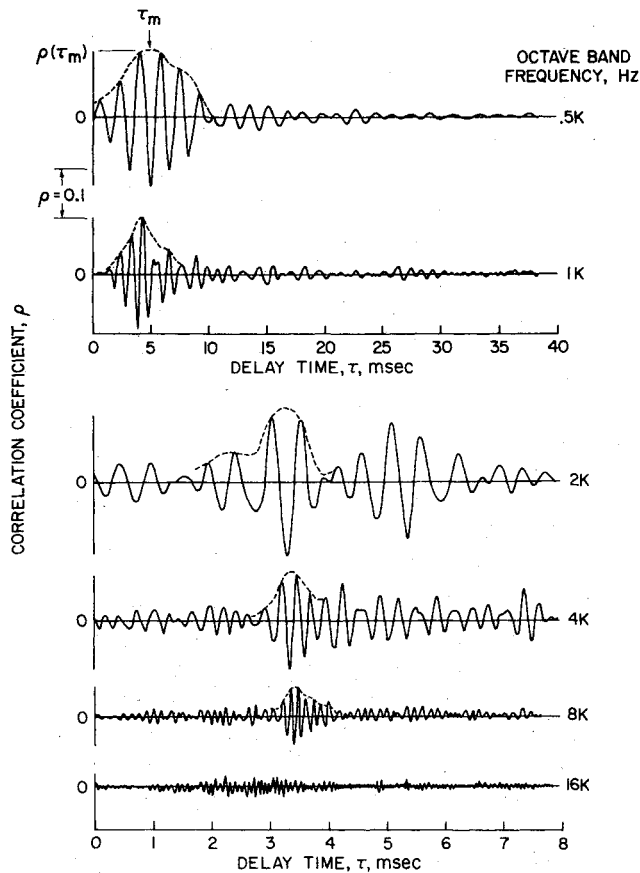 τm
ρ(τm)
OCTAVE BAND
FREQUENCY, Hz
0
.5K
ρ=0.1
0
1K
0 5 10 15 20 25 30 35 40
DELAY TIME, τ, msec
CORRELATION COEFFICIENT, ρ
0
2K
0
4K
0
8K
0
16K
0 1 2 3 4 5 6 7 8
DELAY TIME, τ, msec